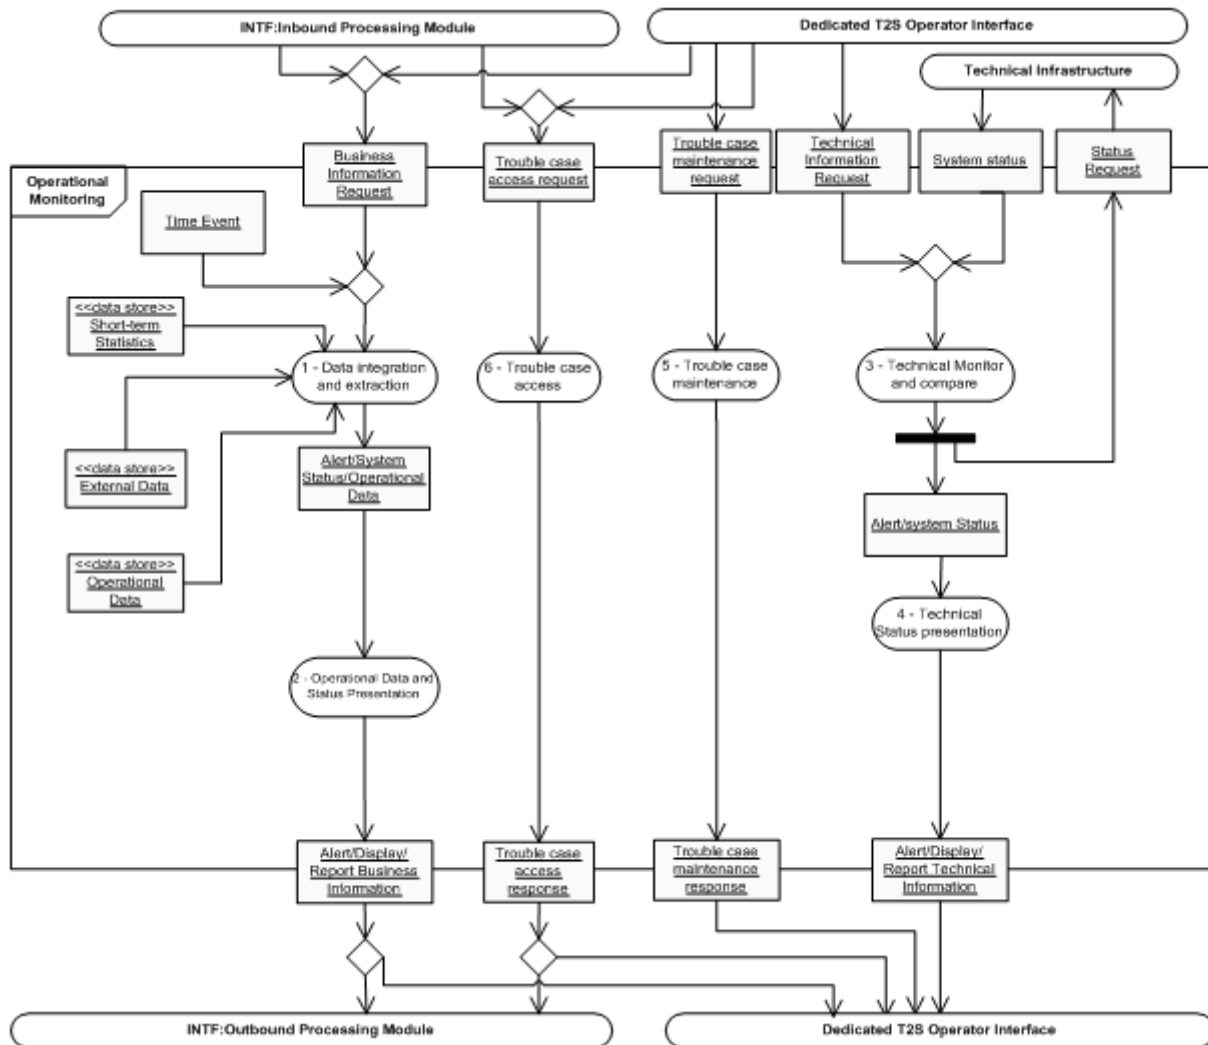 INTF:Inbound Processing Module
Dedicated T2S Operator Interface
Technical Infrastructure
Operational
Monitoring
Business
Information
Request
Trouble case
access request
Trouble case
maintenance
request
Technical
Information
Request
System status
Status
Request
Time Event
<<data store>>
Short-term
Statistics
1 - Data integration
and extraction
6 - Trouble case
access
5 - Trouble case
maintenance
3 - Technical Monitor
and compare
<<data store>>
External Data
Alert/System
Status/Operational
Data
Alert/system Status
<<data store>>
Operational
Data
4 - Technical
Status presentation
2 - Operational Data and
Status Presentation
Alert/Display/
Report Business
Information
Trouble case
access
response
Trouble case
maintenance
response
Alert/Display/
Report Technical
Information
INTF:Outbound Processing Module
Dedicated T2S Operator Interface